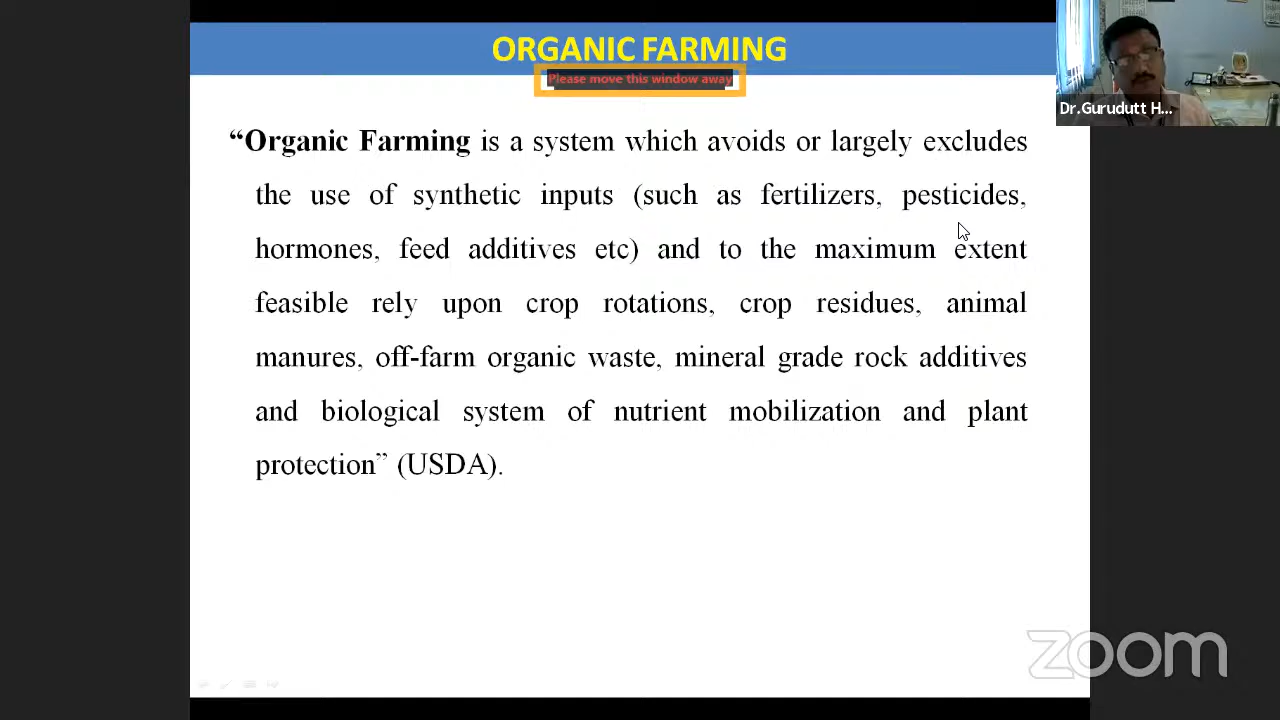 ORGANIC FARMING
Please move this window away
Dr.Gurudutt H...
“Organic Farming is a system which avoids or largely excludes
the use of synthetic inputs (such as fertilizers, pesticides,
hormones, feed additives etc) and to the maximum extent
feasible rely upon crop rotations, crop residues, animal
manures, off-farm organic waste, mineral grade rock additives
and biological system of nutrient mobilization and plant
protection” (USDA).
zoom